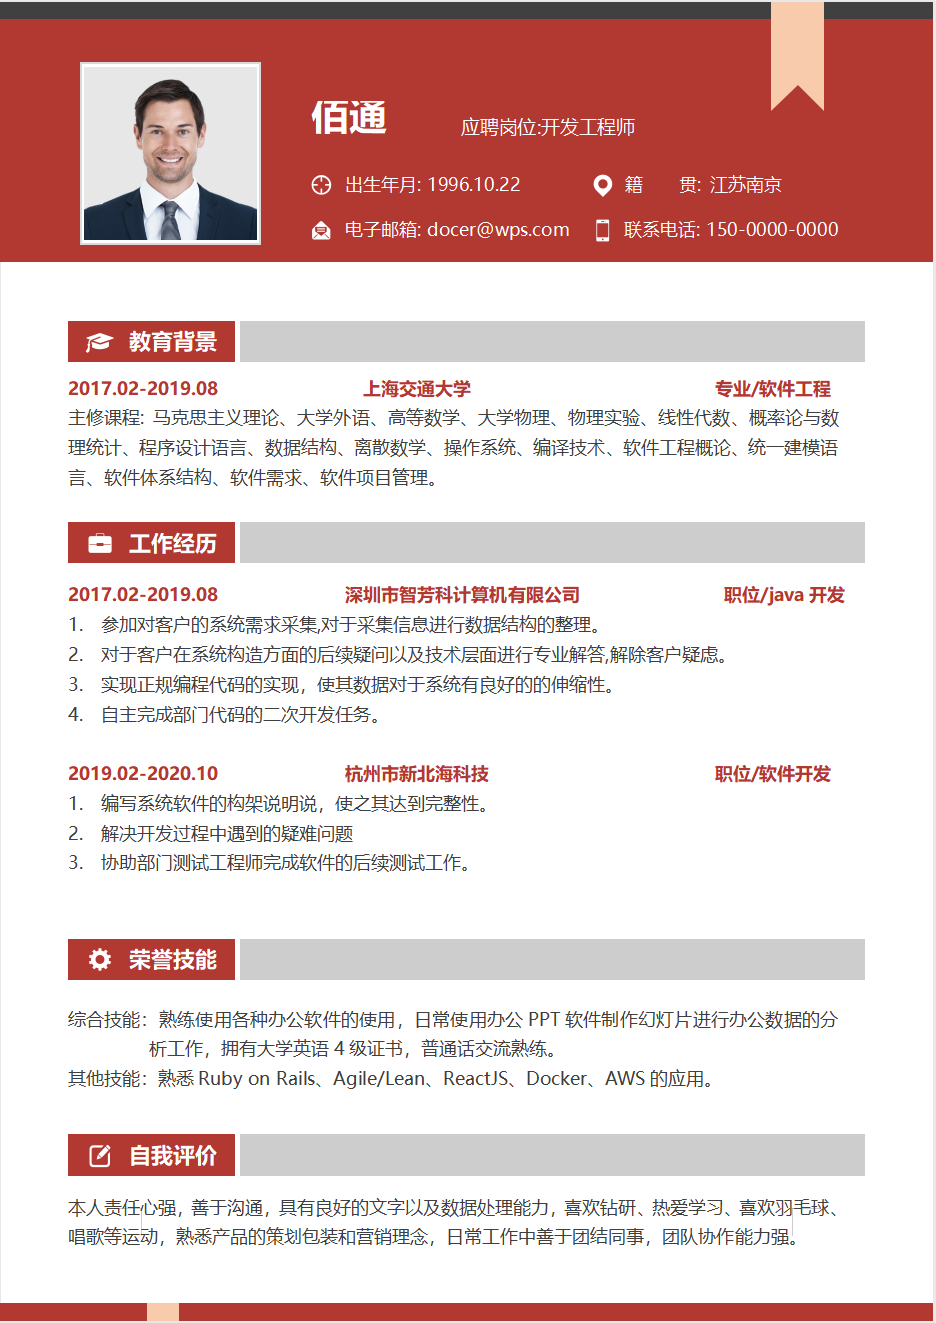 佰通
应聘岗位:开发工程师
出生年月: 1996.10.22
籍　　贯: 江苏南京
电子邮箱: docer@wps.com
联系电话: 150-0000-0000
教育背景
2017.02-2019.08 上海交通大学 专业/软件工程
主修课程: 马克思主义理论、大学外语、高等数学、大学物理、物理实验、线性代数、概率论与数
理统计、程序设计语言、数据结构、离散数学、操作系统、编译技术、软件工程概论、统一建模语
言、软件体系结构、软件需求、软件项目管理。
工作经历
2017.02-2019.08 深圳市智芳科计算机有限公司 职位/java 开发
1. 参加对客户的系统需求采集,对于采集信息进行数据结构的整理。
2. 对于客户在系统构造方面的后续疑问以及技术层面进行专业解答,解除客户疑虑。
3. 实现正规编程代码的实现，使其数据对于系统有良好的的伸缩性。
4. 自主完成部门代码的二次开发任务。
2019.02-2020.10 杭州市新北海科技 职位/软件开发
1. 编写系统软件的构架说明说，使之其达到完整性。
2. 解决开发过程中遇到的疑难问题
3. 协助部门测试工程师完成软件的后续测试工作。
荣誉技能
综合技能：熟练使用各种办公软件的使用，日常使用办公 PPT 软件制作幻灯片进行办公数据的分
析工作，拥有大学英语 4 级证书，普通话交流熟练。
其他技能：熟悉 Ruby on Rails、Agile/Lean、ReactJS、Docker、AWS 的应用。
自我评价
本人责任心强，善于沟通，具有良好的文字以及数据处理能力，喜欢钻研、热爱学习、喜欢羽毛球、
唱歌等运动，熟悉产品的策划包装和营销理念，日常工作中善于团结同事，团队协作能力强。